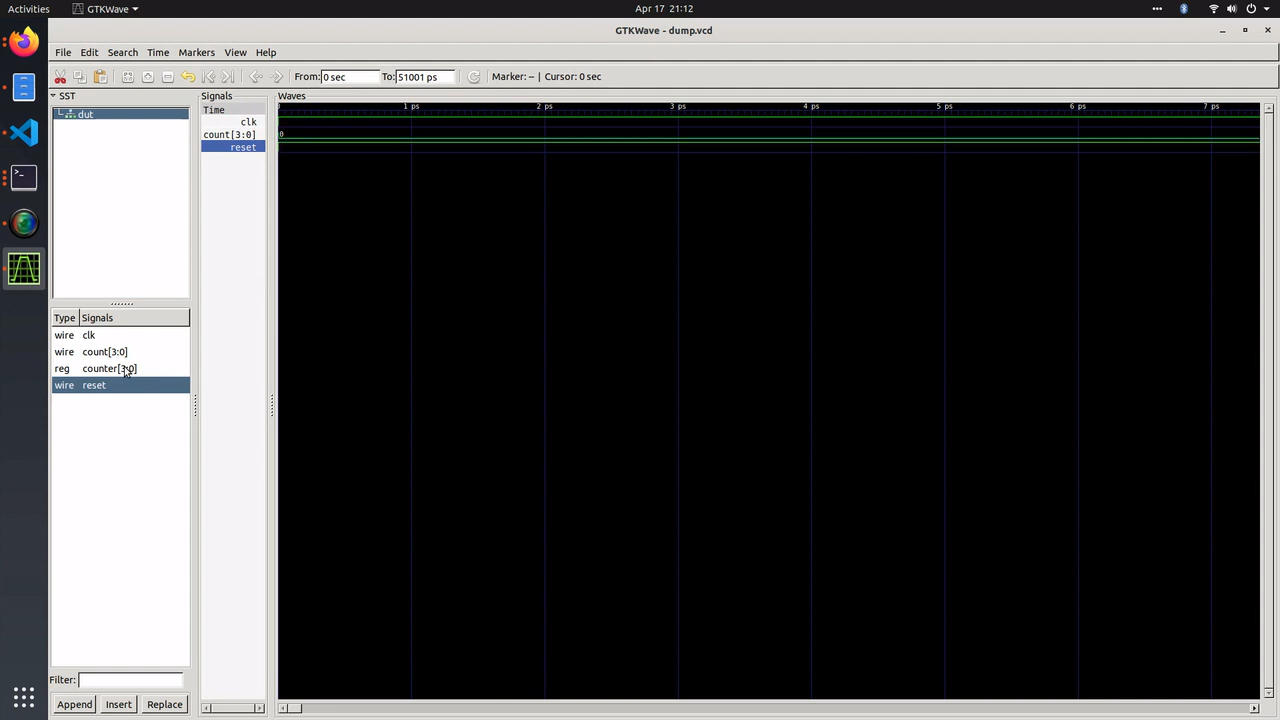 Activities GTKWave Apr 17 21:12
GTKWave - dump.vcd
File Edit Search Time Markers View Help
From: 0 sec To: 51001 ps Marker: -- | Cursor: 0 sec
SST Signals Waves
dut Time 1 ps 2 ps 3 ps 4 ps 5 ps 6 ps 7 ps
clk
count[3:0] 0
reset
Type Signals
wire clk
wire count[3:0]
reg counter[3:0]
wire reset
Filter:
Append Insert Replace